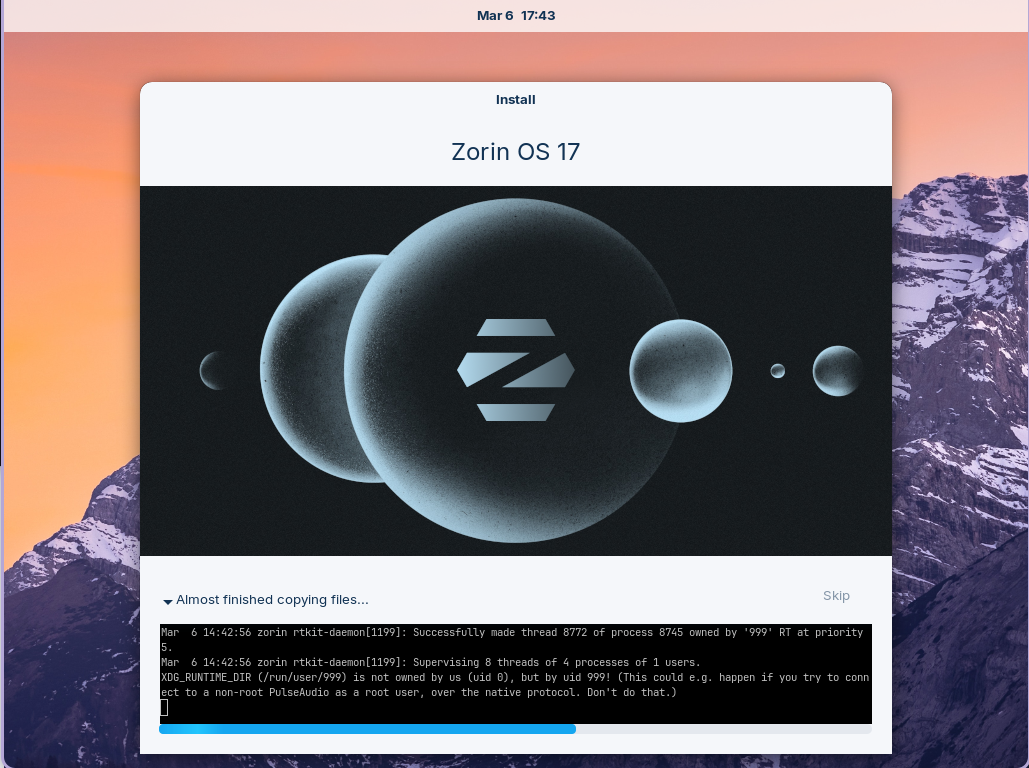 Mar 6  17:43
Install
Zorin OS 17
Almost finished copying files...
Skip
Mar  6 14:42:56 zorin rtkit-daemon[1199]: Successfully made thread 8772 of process 8745 owned by '999' RT at priority
5.
Mar  6 14:42:56 zorin rtkit-daemon[1199]: Supervising 8 threads of 4 processes of 1 users.
XDG_RUNTIME_DIR (/run/user/999) is not owned by us (uid 0), but by uid 999! (This could e.g. happen if you try to conn
ect to a non-root PulseAudio as a root user, over the native protocol. Don't do that.)